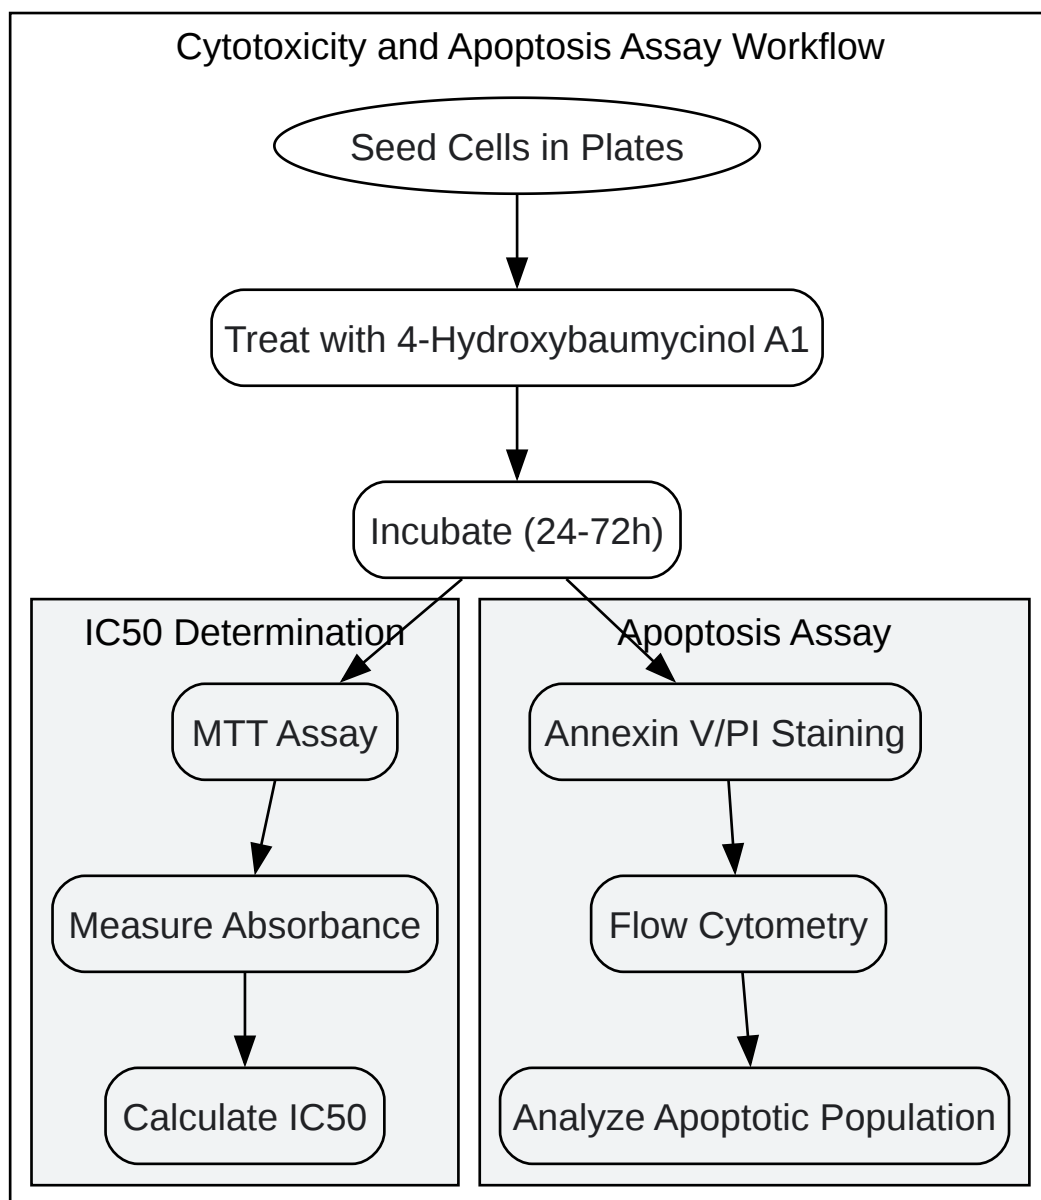 Cytotoxicity and Apoptosis Assay Workflow
Seed Cells in Plates
Treat with 4-Hydroxybaumycinol A1
Incubate (24-72h)
IC50 Determination
MTT Assay
Measure Absorbance
Calculate IC50
Apoptosis Assay
Annexin V/PI Staining
Flow Cytometry
Analyze Apoptotic Population